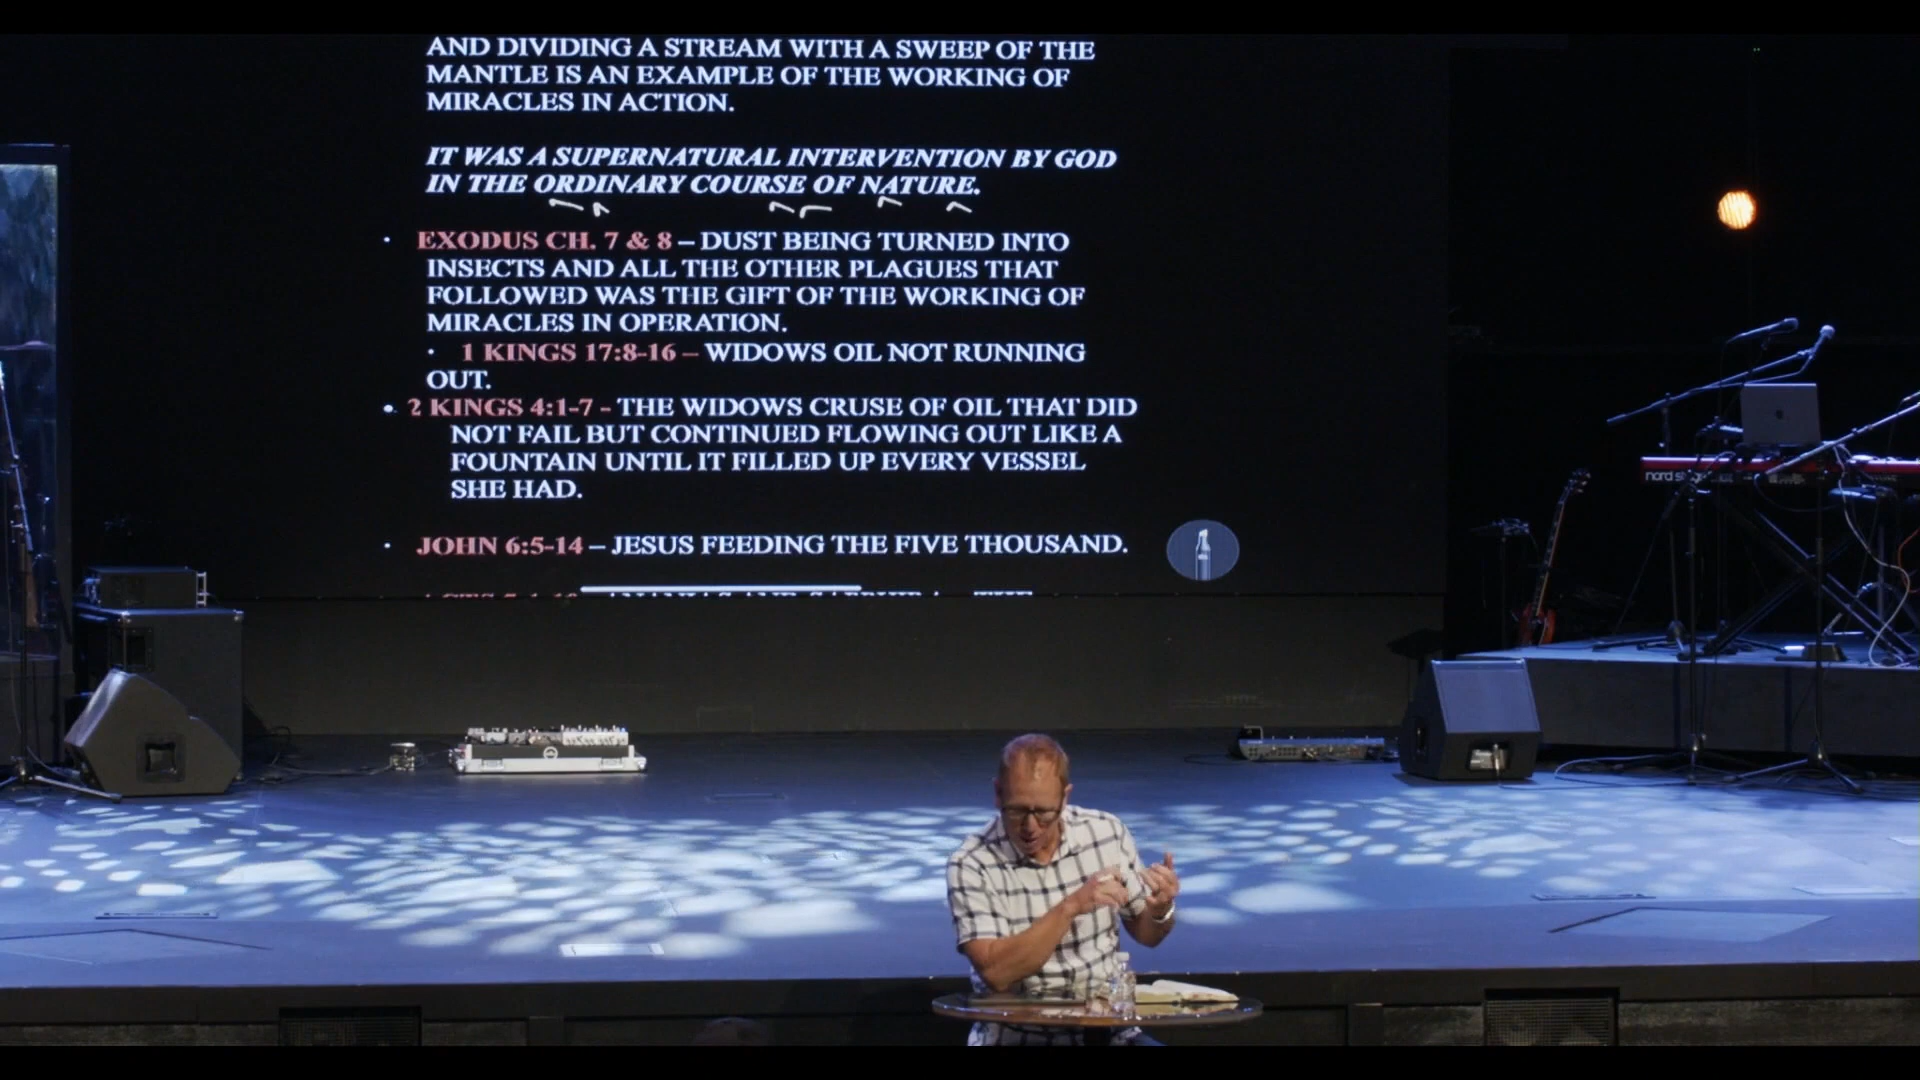 AND DIVIDING A STREAM WITH A SWEEP OF THE
MANTLE IS AN EXAMPLE OF THE WORKING OF
MIRACLES IN ACTION.
IT WAS A SUPERNATURAL INTERVENTION BY GOD
IN THE ORDINARY COURSE OF NATURE.
· EXODUS CH. 7 & 8 – DUST BEING TURNED INTO
INSECTS AND ALL THE OTHER PLAGUES THAT
FOLLOWED WAS THE GIFT OF THE WORKING OF
MIRACLES IN OPERATION.
· 1 KINGS 17:8-16 – WIDOWS OIL NOT RUNNING
OUT.
• 2 KINGS 4:1-7 - THE WIDOWS CRUSE OF OIL THAT DID
NOT FAIL BUT CONTINUED FLOWING OUT LIKE A
FOUNTAIN UNTIL IT FILLED UP EVERY VESSEL
SHE HAD.
· JOHN 6:5-14 – JESUS FEEDING THE FIVE THOUSAND.
nord